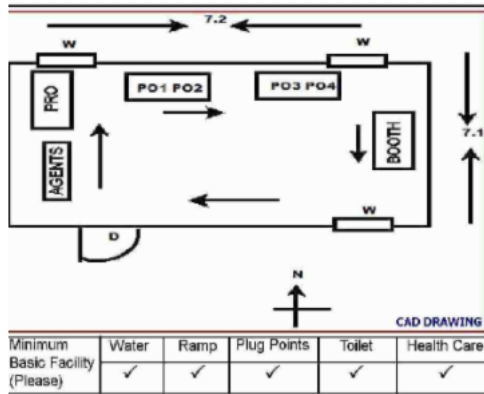 7.2
W
W
PRO
PO1 PO2
PO3 PO4
BOOTH
7.1
AGENTS
W
D
N
CAD DRAWING
Minimum Basic Facility (Please) Water Ramp Plug Points Toilet Health Care
✓ ✓ ✓ ✓ ✓